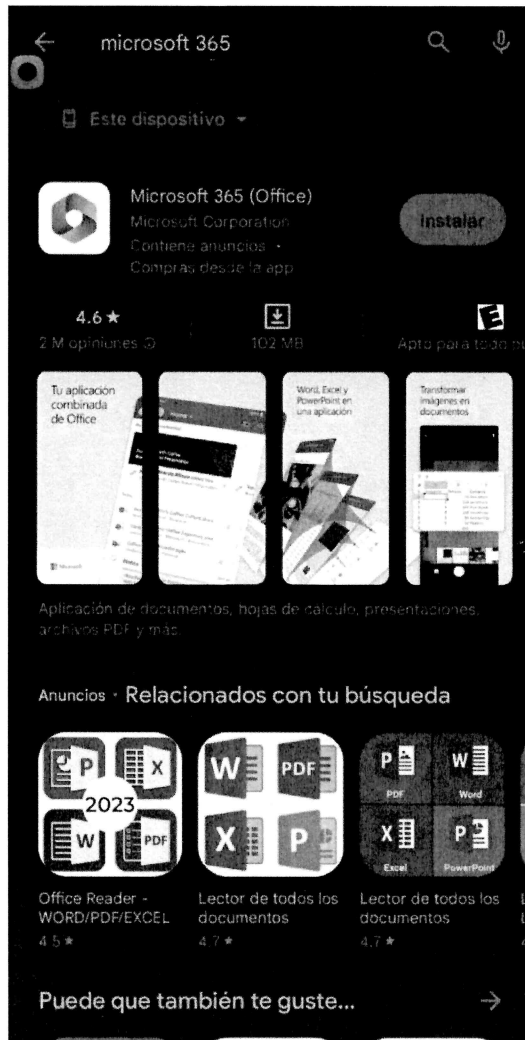 microsoft 365
Este dispositivo
Microsoft 365 (Office)
Microsoft Corporation
Contiene anuncios •
Compras desde la app
Instalar
4.6 ★
2 M opiniones
102 MB
E
Apto para todo
Tu aplicación
combinada
de Office
Microsoft
Word, Excel y
PowerPoint en
una aplicación
Transformar
imágenes en
documentos
Aplicación de documentos, hojas de cálculo, presentaciones,
archivos PDF y más.
Anuncios · Relacionados con tu búsqueda
P X
2023
W PDF
W PDF
X P
P W
PDF Word
X P
Excel PowerPoint
Office Reader -
WORD/PDF/EXCEL
4.5 ★
Lector de todos los
documentos
4.7 ★
Lector de todos los
documentos
4.7 ★
Puede que también te guste...